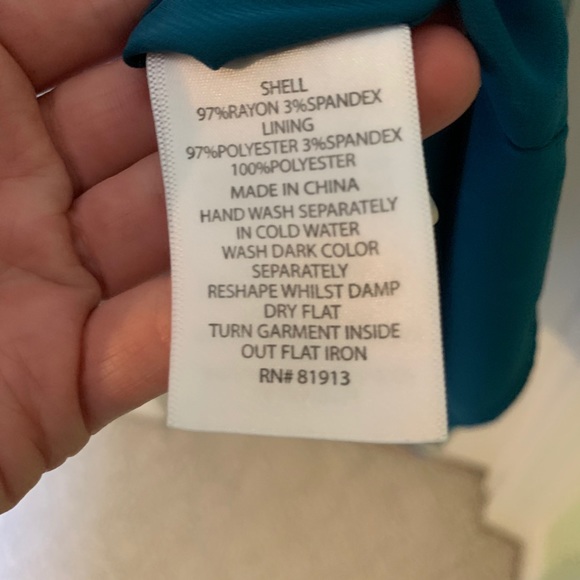 SHELL
97%RAYON 3%SPANDEX
LINING
97%POLYESTER 3%SPANDEX
100%POLYESTER
MADE IN CHINA
HAND WASH SEPARATELY
IN COLD WATER
WASH DARK COLOR
SEPARATELY
RESHAPE WHILST DAMP
DRY FLAT
TURN GARMENT INSIDE
OUT FLAT IRON
RN# 81913